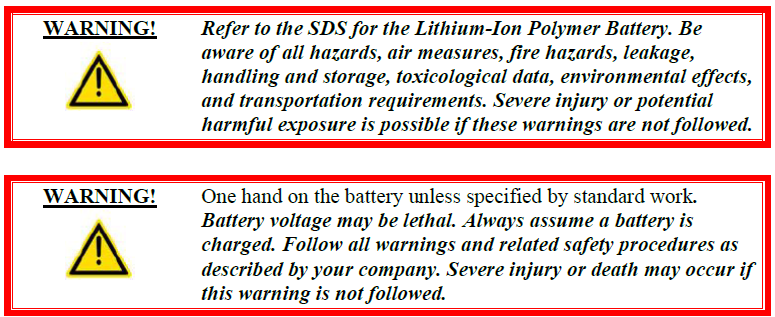 WARNING!
Refer to the SDS for the Lithium-Ion Polymer Battery. Be
aware of all hazards, air measures, fire hazards, leakage,
handling and storage, toxicological data, environmental effects,
and transportation requirements. Severe injury or potential
harmful exposure is possible if these warnings are not followed.
WARNING!
One hand on the battery unless specified by standard work.
Battery voltage may be lethal. Always assume a battery is
charged. Follow all warnings and related safety procedures as
described by your company. Severe injury or death may occur if
this warning is not followed.